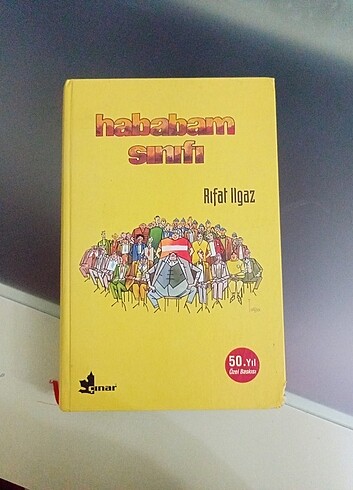 hababam
sınıfı
Rıfat Ilgaz
50.Yıl
Özel Baskısı
çınar